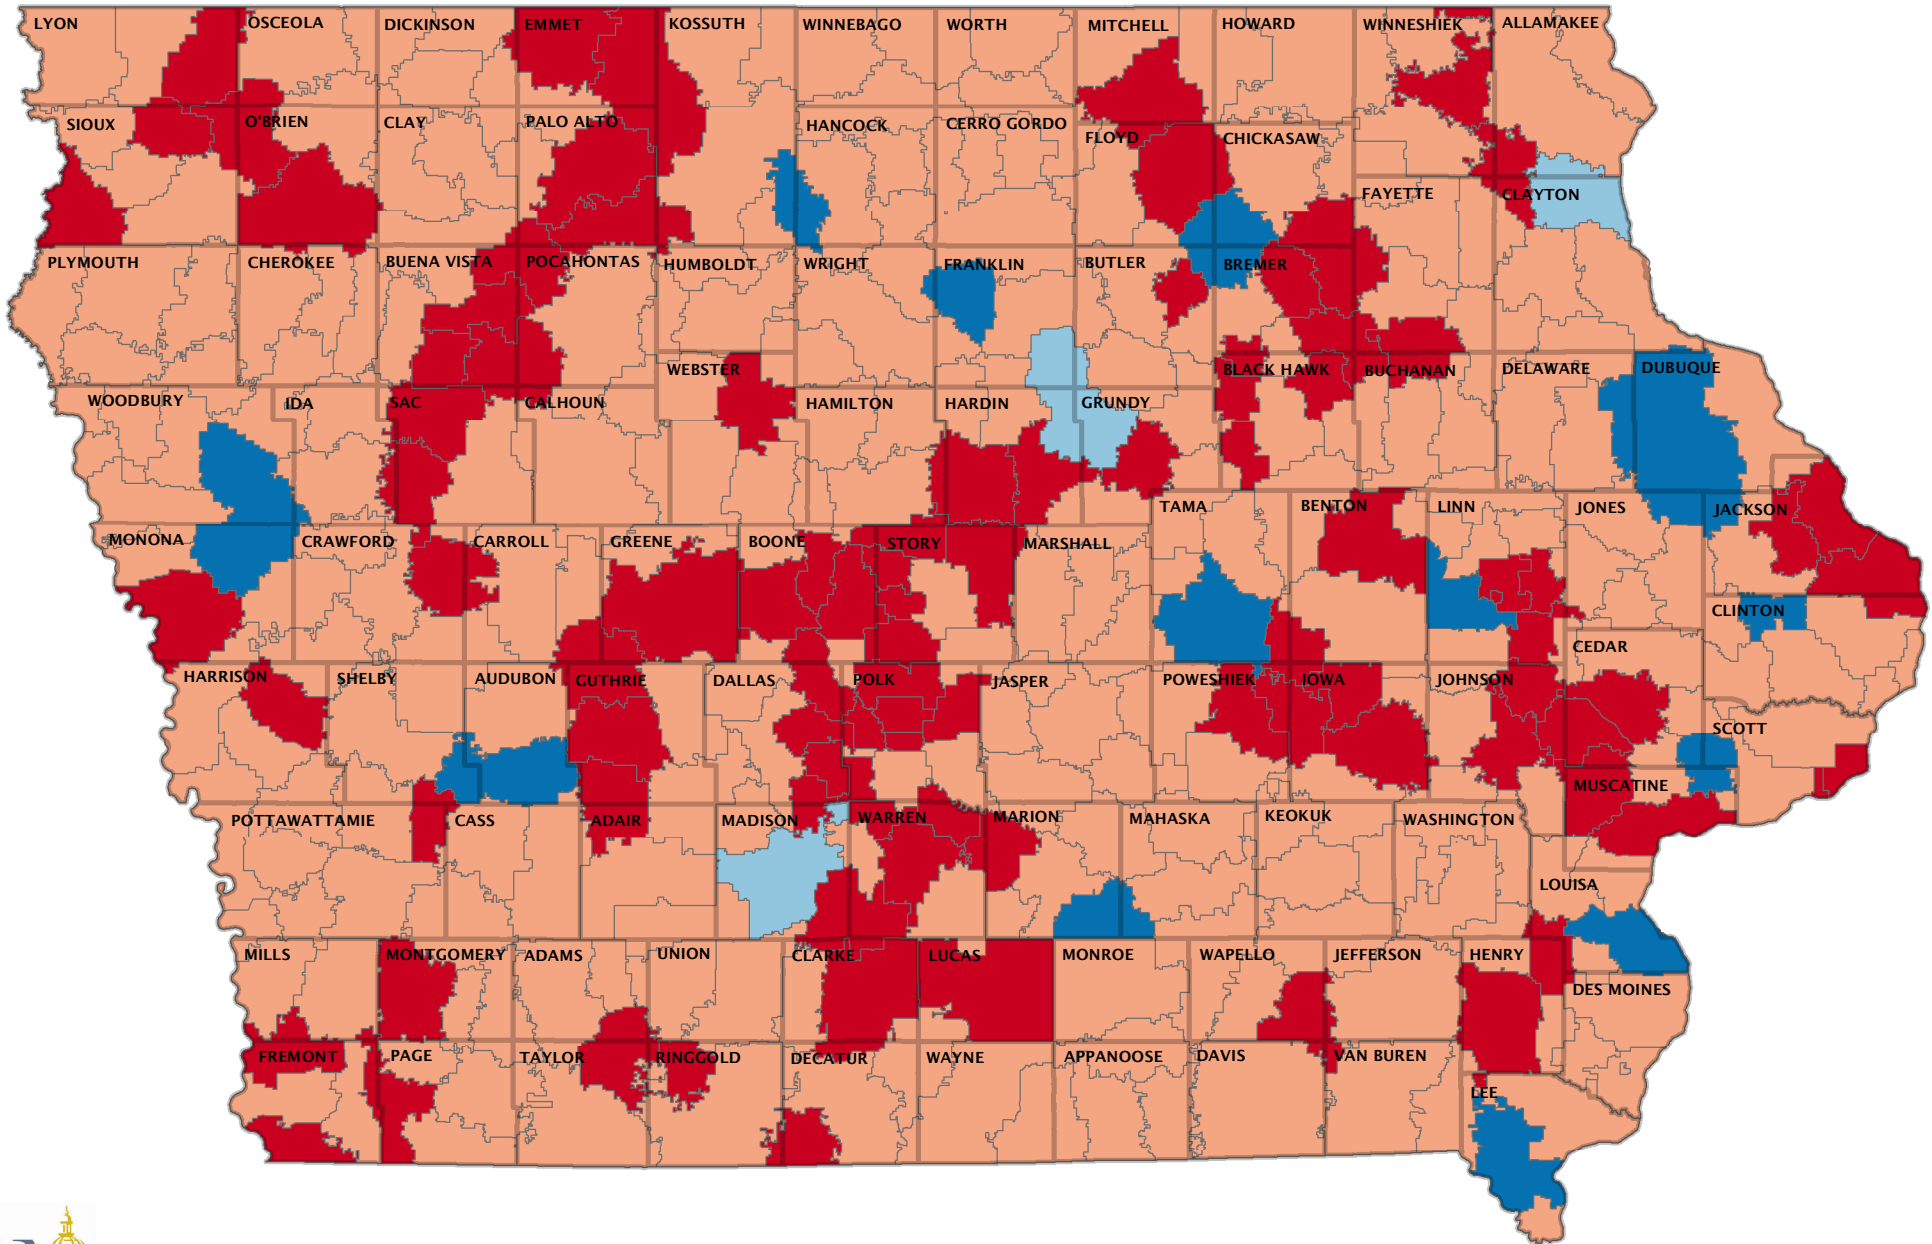 LYON
OSCEOLA
DICKINSON
EMMET
KOSSUTH
WINNEBAGO
WORTH
MITCHELL
HOWARD
WINNESHIEK
ALLAMAKEE
SIOUX
O'BRIEN
CLAY
PALO ALTO
HANCOCK
CERRO GORDO
FLOYD
CHICKASAW
FAYETTE
CLAYTON
PLYMOUTH
CHEROKEE
BUENA VISTA
POCAHONTAS
HUMBOLDT
WRIGHT
FRANKLIN
BUTLER
BREMER
WEBSTER
BLACK HAWK
BUCHANAN
DELAWARE
DUBUQUE
WOODBURY
IDA
SAC
CALHOUN
HAMILTON
HARDIN
GRUNDY
TAMA
BENTON
LINN
JONES
JACKSON
MONONA
CRAWFORD
CARROLL
GREENE
BOONE
STORY
MARSHALL
CLINTON
CEDAR
HARRISON
SHELBY
AUDUBON
GUTHRIE
DALLAS
POLK
JASPER
POWESHIEK
IOWA
JOHNSON
SCOTT
MUSCATINE
POTTAWATTAMIE
CASS
ADAIR
MADISON
WARREN
MARION
MAHASKA
KEOKUK
WASHINGTON
LOUISA
MILLS
MONTGOMERY
ADAMS
UNION
CLARKE
LUCAS
MONROE
WAPELLO
JEFFERSON
HENRY
DES MOINES
FREMONT
PAGE
TAYLOR
RINGGOLD
DECATUR
WAYNE
APPANOOSE
DAVIS
VAN BUREN
LEE